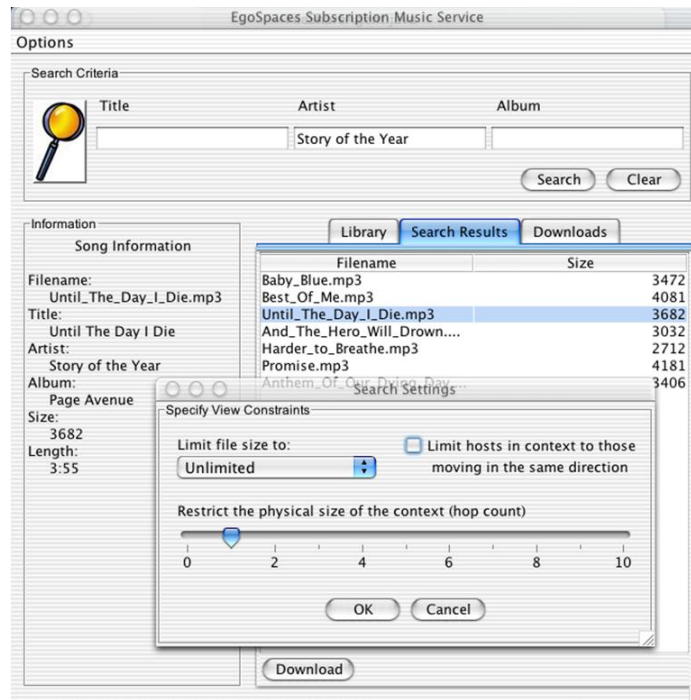 EgoSpaces Subscription Music Service
Options
Search Criteria
Title Artist Album
Story of the Year
Search Clear
Information
Song Information
Filename:
Until_The_Day_I_Die.mp3
Title:
Until The Day I Die
Artist:
Story of the Year
Album:
Page Avenue
Size:
3682
Length:
3:55
Library Search Results Downloads
Filename Size
Baby_Blue.mp3 3472
Best_Of_Me.mp3 4081
Until_The_Day_I_Die.mp3 3682
And_The_Hero_Will_Drown.... 3032
Harder_to_Breathe.mp3 2712
Promise.mp3 4181
Anthem_Of_Our_Dying_Day... 3406
Search Settings
Specify View Constraints
Limit file size to:
Unlimited
Limit hosts in context to those
moving in the same direction
Restrict the physical size of the context (hop count)
0 2 4 6 8 10
OK Cancel
Download